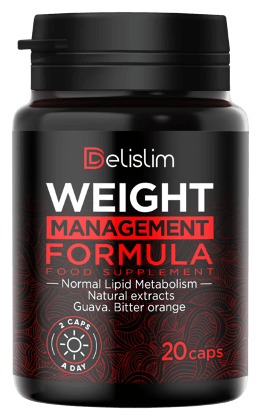 Delislim
WEIGHT
MANAGEMENT
FORMULA
FOOD SUPPLEMENT
— Normal Lipid Metabolism —
Natural extracts
Guava. Bitter orange
2 CAPS
A DAY
20 caps